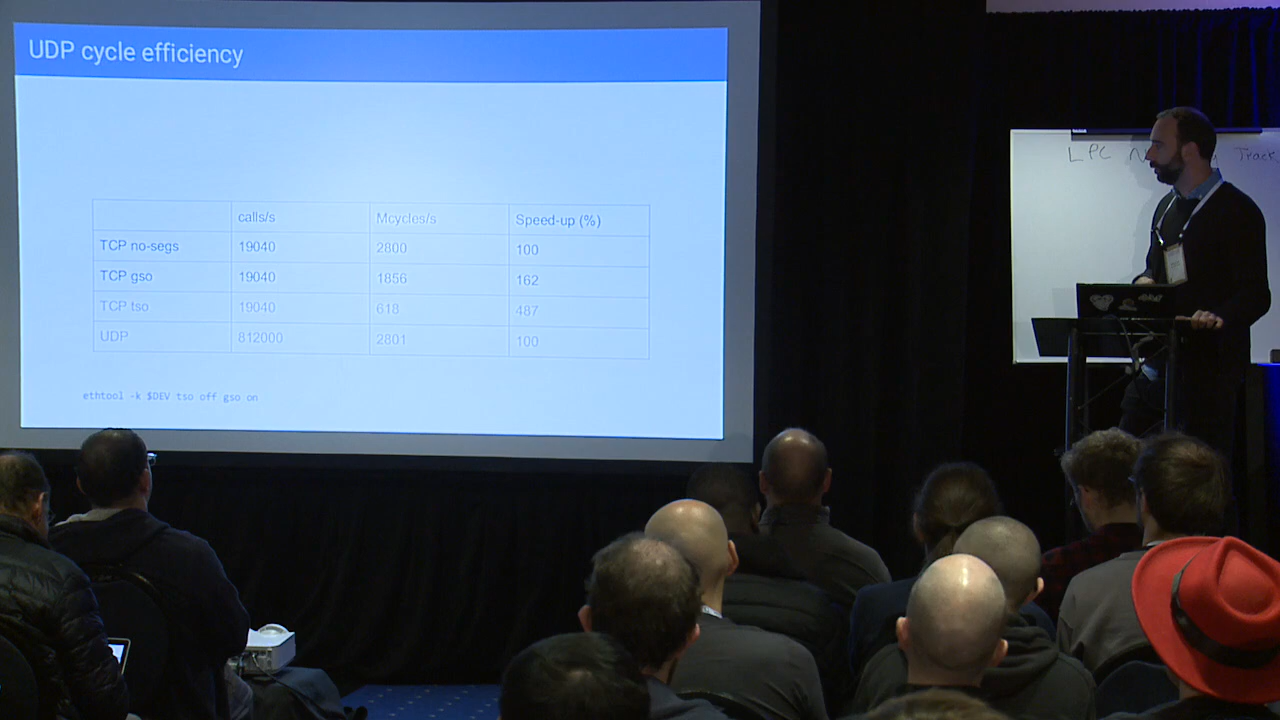 UDP cycle efficiency
calls/s Mcycles/s Speed-up (%)
TCP no-segs 19040 2800 100
TCP gso 19040 1856 162
TCP tso 19040 618 487
UDP 812000 2801 100
ethtool -k $DEV tso off gso on
LPC Track